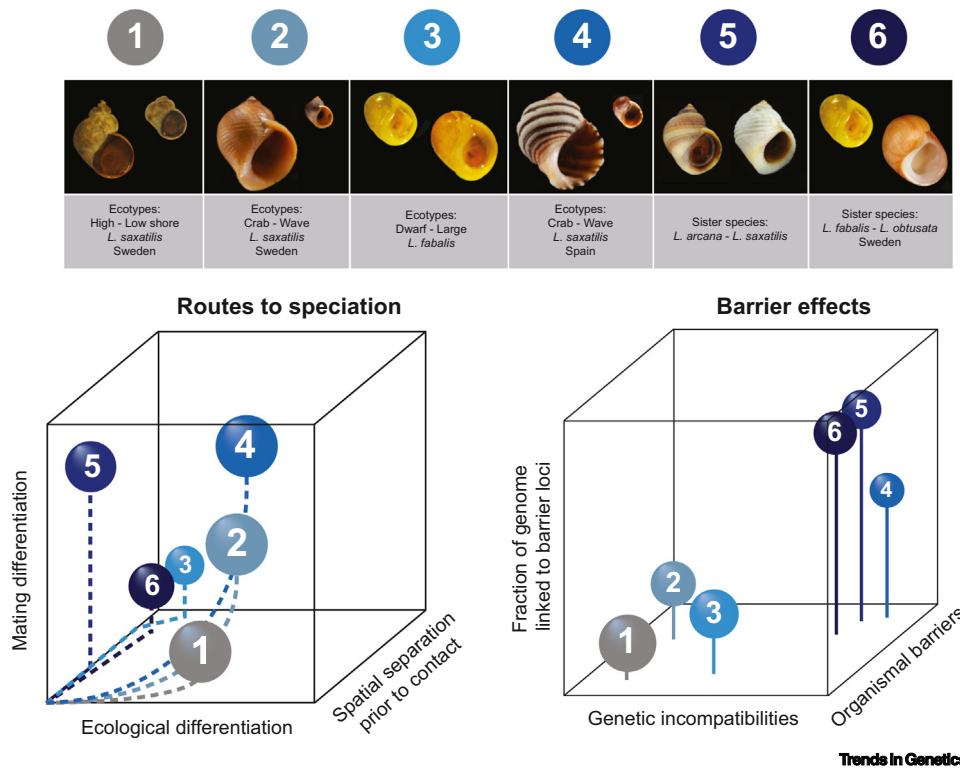 1 2 3 4 5 6
Ecotypes:
High - Low shore
L. saxatilis
Sweden
Ecotypes:
Crab - Wave
L. saxatilis
Sweden
Ecotypes:
Dwarf - Large
L. fabalis
Ecotypes:
Crab - Wave
L. saxatilis
Spain
Sister species:
L. arcana - L. saxatilis
Sister species:
L. fabalis - L. obtusata
Sweden
Routes to speciation
Mating differentiation
5
4
2
3
6
1
Ecological differentiation
Spatial separation
prior to contact
Barrier effects
Fraction of genome
linked to barrier loci
5
6
4
2
3
1
Genetic incompatibilities
Organismal barriers
Trends in Genetics